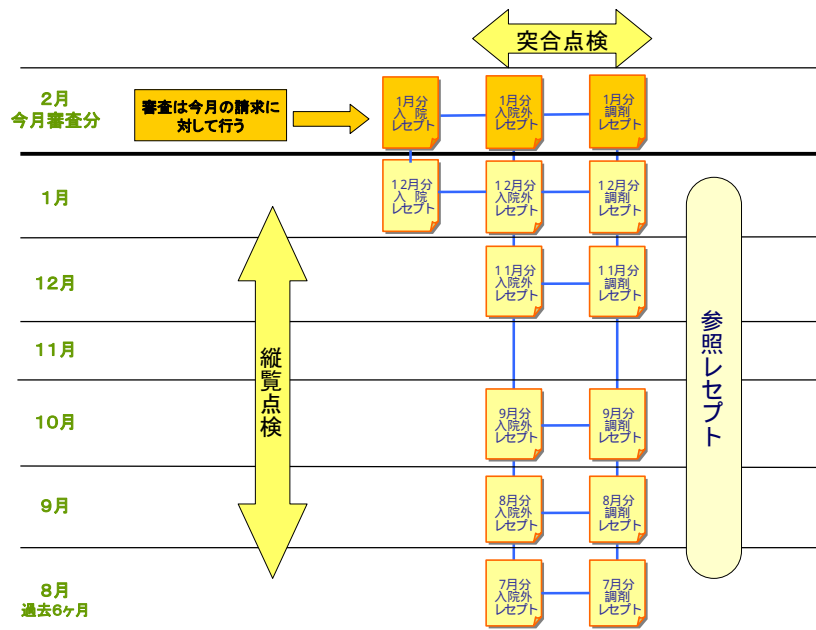 突合点検
2月
今月審査分
審査は今月の請求に
対して行う
1月分
入　院
レセプト
1月分
入院外
レセプト
1月分
調剤
レセプト
1月
12月分
入　院
レセプト
12月分
入院外
レセプト
12月分
調剤
レセプト
12月
11月分
入院外
レセプト
11月分
調剤
レセプト
11月
縦覧点検
参照レセプト
10月
9月分
入院外
レセプト
9月分
調剤
レセプト
9月
8月分
入院外
レセプト
8月分
調剤
レセプト
8月
過去6ヶ月
7月分
入院外
レセプト
7月分
調剤
レセプト